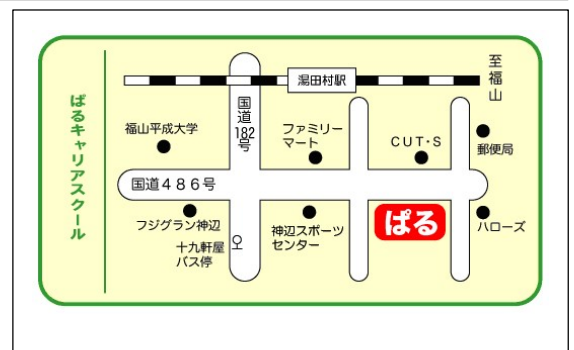 ぱるキャリアスクール
湯田村駅
至福山
国道182号
福山平成大学
ファミリー
マート
CUT・S
郵便局
国道486号
フジグラン神辺
十九軒屋
バス停
神辺スポーツ
センター
ぱる
ハローズ